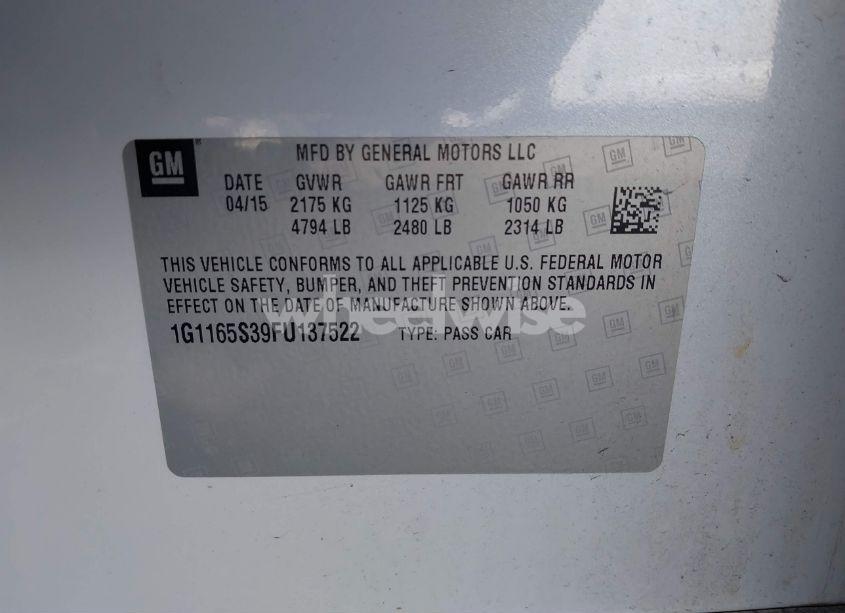 GM
MFD BY GENERAL MOTORS LLC
DATE GVWR GAWR FRT GAWR RR
04/15 2175 KG 1125 KG 1050 KG
4794 LB 2480 LB 2314 LB
THIS VEHICLE CONFORMS TO ALL APPLICABLE U.S. FEDERAL MOTOR
VEHICLE SAFETY, BUMPER, AND THEFT PREVENTION STANDARDS IN
EFFECT ON THE DATE OF MANUFACTURE SHOWN ABOVE.
wheelwise
1G1165S39FU137522 TYPE: PASS CAR